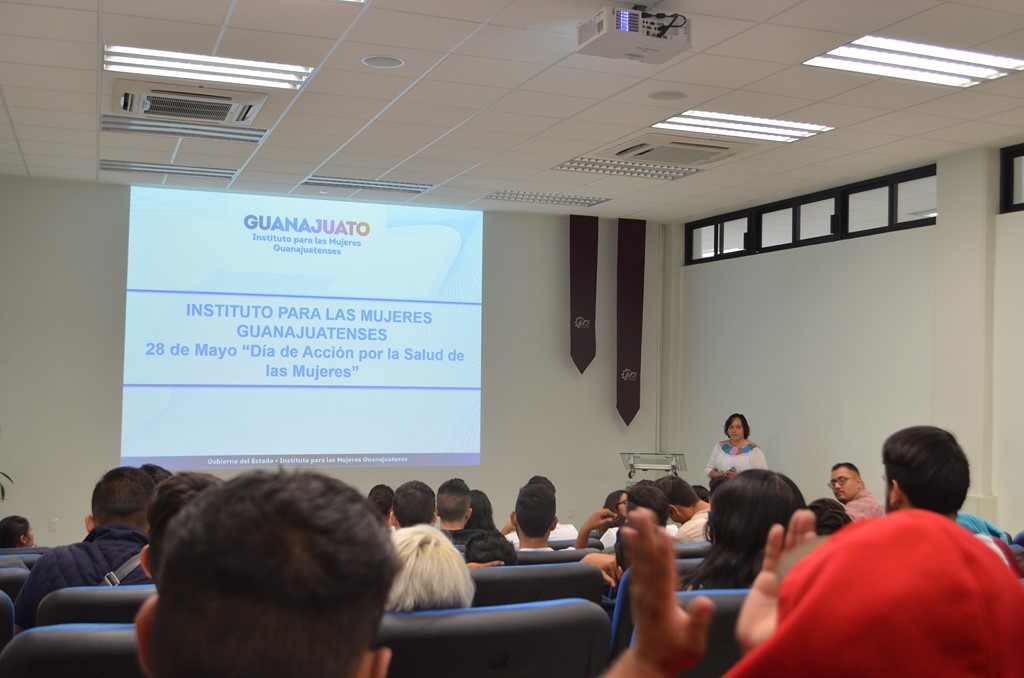 GUANAJUATO
Instituto para las Mujeres
Guanajuatenses
INSTITUTO PARA LAS MUJERES
GUANAJUATENSES
28 de Mayo “Día de Acción por la Salud de
las Mujeres”
Gobierno del Estado • Instituto para las Mujeres Guanajuatenses